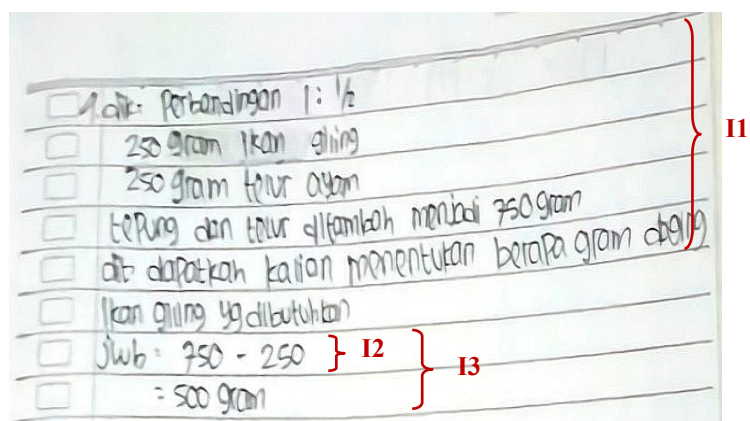 1. dik: Perbandingan 1 : 1/2
250 gram ikan giling
250 gram telur ayam
tepung dan telur ditambah menjadi 750 gram
dit: dapatkah kalian menentukan berapa gram daging
ikan giling yg dibutuhkan
jwb = 750 - 250
= 500 gram
I1
I2
I3